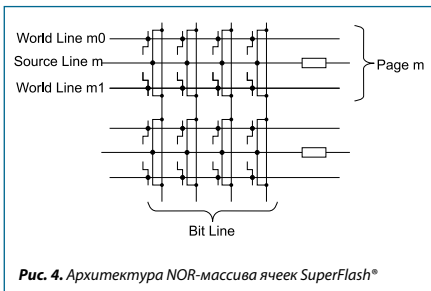 World Line m0
Source Line m
World Line m1
Page m
Bit Line
Рис. 4. Архитектура NOR-массива ячеек SuperFlash®